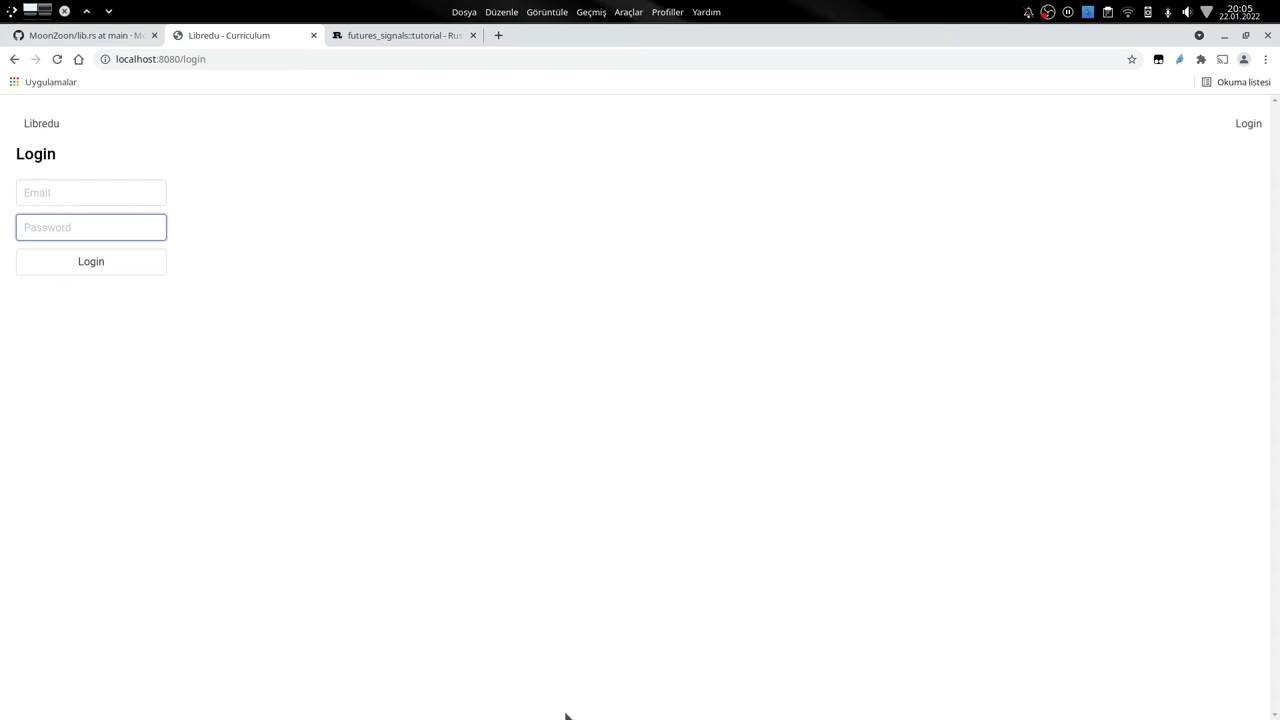 Dosya Düzenle Görüntüle Geçmiş Araçlar Profiller Yardım
20:05
22.01.2022
MoonZoon/lib.rs at main · M
Libredu - Curriculum
futures_signals::tutorial - Rus
localhost:8080/login
Uygulamalar
Okuma listesi
Libredu
Login
Login
Email
Password
Login